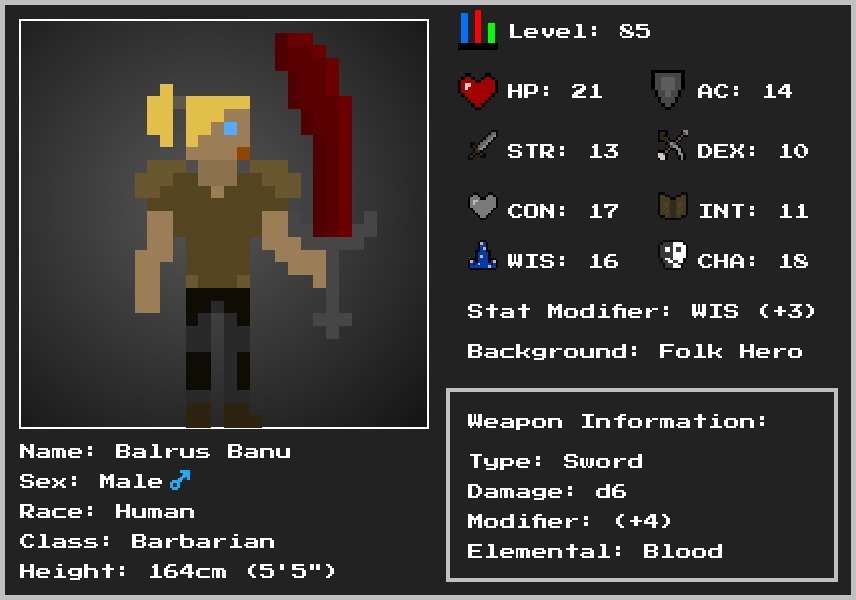 Level: 85
HP: 21 AC: 14
STR: 13 DEX: 10
CON: 17 INT: 11
WIS: 16 CHA: 18
Stat Modifier: WIS (+3)
Background: Folk Hero
Weapon Information:
Type: Sword
Damage: d6
Modifier: (+4)
Elemental: Blood
Name: Balrus Banu
Sex: Male♂
Race: Human
Class: Barbarian
Height: 164cm (5'5")